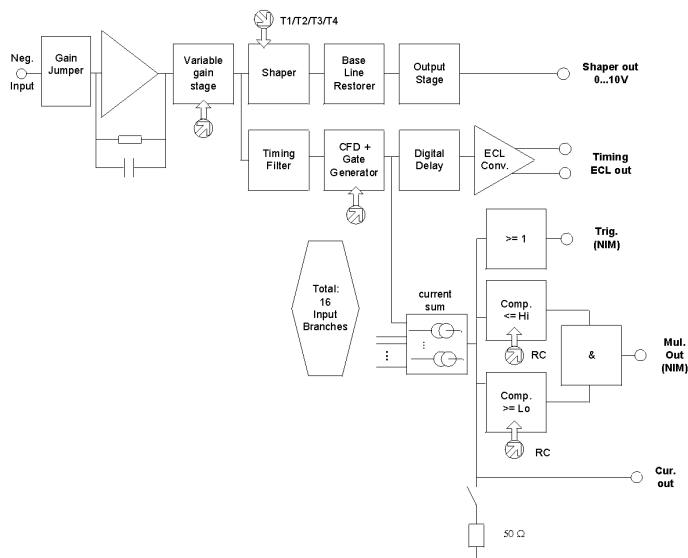 T1/T2/T3/T4
Neg.
Input
Gain
Jumper
Variable
gain
stage
Shaper
Base
Line
Restorer
Output
Stage
Shaper out
0...10V
Timing
Filter
CFD +
Gate
Generator
Digital
Delay
ECL
Conv.
Timing
ECL out
>= 1
Trig.
(NIM)
Total:
16
Input
Branches
current
sum
Comp.
<= Hi
RC
&
Mul.
Out
(NIM)
Comp.
>= Lo
RC
Cur.
out
50 Ω